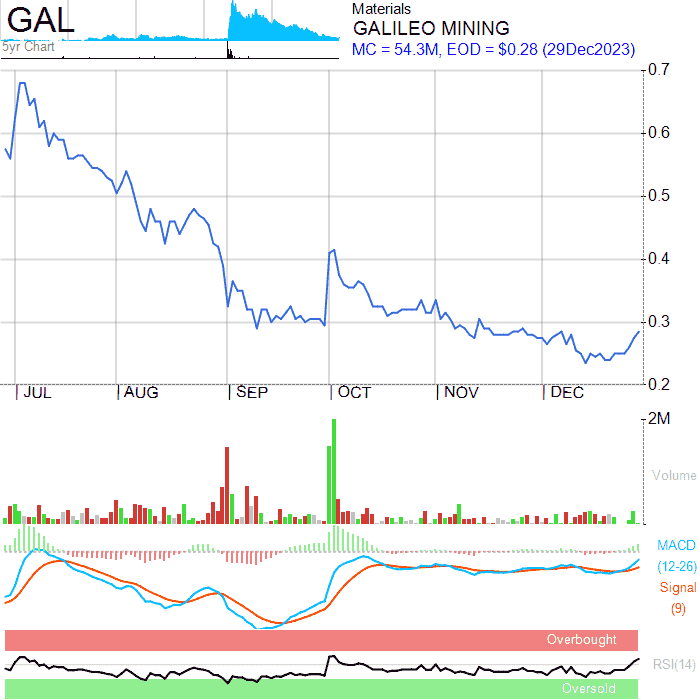 GAL
5yr Chart
Materials
GALILEO MINING
MC = 54.3M, EOD = $0.28 (29Dec2023)
0.7
0.6
0.5
0.4
0.3
0.2
JUL AUG SEP OCT NOV DEC
2M
Volume
MACD
(12-26)
Signal
(9)
Overbought
RSI(14)
Oversold